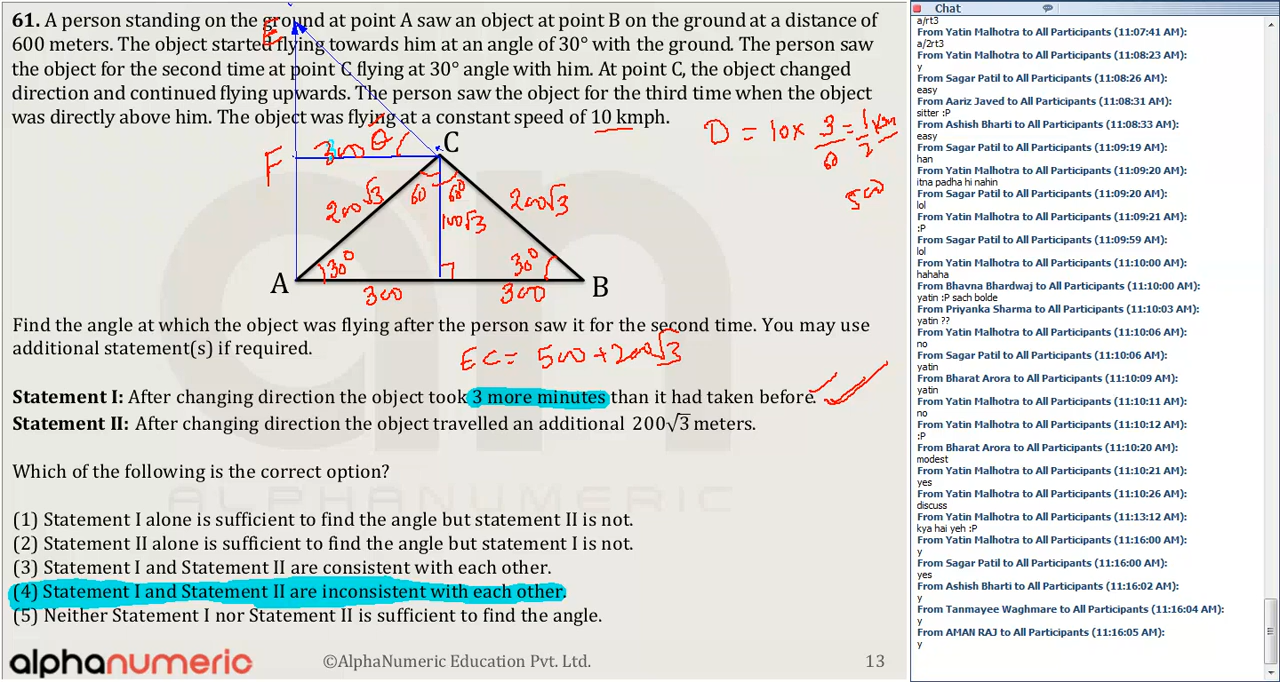 61. A person standing on the ground at point A saw an object at point B on the ground at a distance of
600 meters. The object started flying towards him at an angle of 30° with the ground. The person saw
the object for the second time at point C flying at 30° angle with him. At point C, the object changed
direction and continued flying upwards. The person saw the object for the third time when the object
was directly above him. The object was flying at a constant speed of 10 kmph.
E
D = 10 × 3/60 = 1/2 km
500
F
300
θ
C
200√3
60
60
100√3
200√3
A
30°
30°
B
300
300
Find the angle at which the object was flying after the person saw it for the second time. You may use
additional statement(s) if required.
EC = 500 + 200√3
Statement I: After changing direction the object took 3 more minutes than it had taken before.
Statement II: After changing direction the object travelled an additional 200√3 meters.
Which of the following is the correct option?
(1) Statement I alone is sufficient to find the angle but statement II is not.
(2) Statement II alone is sufficient to find the angle but statement I is not.
(3) Statement I and Statement II are consistent with each other.
(4) Statement I and Statement II are inconsistent with each other.
(5) Neither Statement I nor Statement II is sufficient to find the angle.
alphanumeric
©AlphaNumeric Education Pvt. Ltd.
13
an
ALPHANUMERIC
Chat
a/rt3
From Yatin Malhotra to All Participants (11:07:41 AM):
a/2rt3
From Yatin Malhotra to All Participants (11:08:23 AM):
y
From Sagar Patil to All Participants (11:08:26 AM):
easy
From Aariz Javed to All Participants (11:08:31 AM):
sitter :P
From Ashish Bharti to All Participants (11:08:33 AM):
easy
From Sagar Patil to All Participants (11:09:19 AM):
han
From Yatin Malhotra to All Participants (11:09:20 AM):
itna padha hi nahin
From Sagar Patil to All Participants (11:09:20 AM):
lol
From Yatin Malhotra to All Participants (11:09:21 AM):
:P
From Sagar Patil to All Participants (11:09:59 AM):
lol
From Yatin Malhotra to All Participants (11:10:00 AM):
hahaha
From Bhavna Bhardwaj to All Participants (11:10:00 AM):
yatin :P sach bolde
From Priyanka Sharma to All Participants (11:10:03 AM):
yatin ??
From Yatin Malhotra to All Participants (11:10:06 AM):
no
From Sagar Patil to All Participants (11:10:06 AM):
yatin
From Bharat Arora to All Participants (11:10:09 AM):
yatin
From Yatin Malhotra to All Participants (11:10:11 AM):
no
From Yatin Malhotra to All Participants (11:10:12 AM):
:P
From Bharat Arora to All Participants (11:10:20 AM):
modest
From Yatin Malhotra to All Participants (11:10:21 AM):
yes
From Yatin Malhotra to All Participants (11:10:26 AM):
discuss
From Yatin Malhotra to All Participants (11:13:12 AM):
kya hai yeh :P
From Yatin Malhotra to All Participants (11:16:00 AM):
y
From Sagar Patil to All Participants (11:16:00 AM):
yes
From Ashish Bharti to All Participants (11:16:02 AM):
y
From Tanmayee Waghmare to All Participants (11:16:04 AM):
y
From AMAN RAJ to All Participants (11:16:05 AM):
y